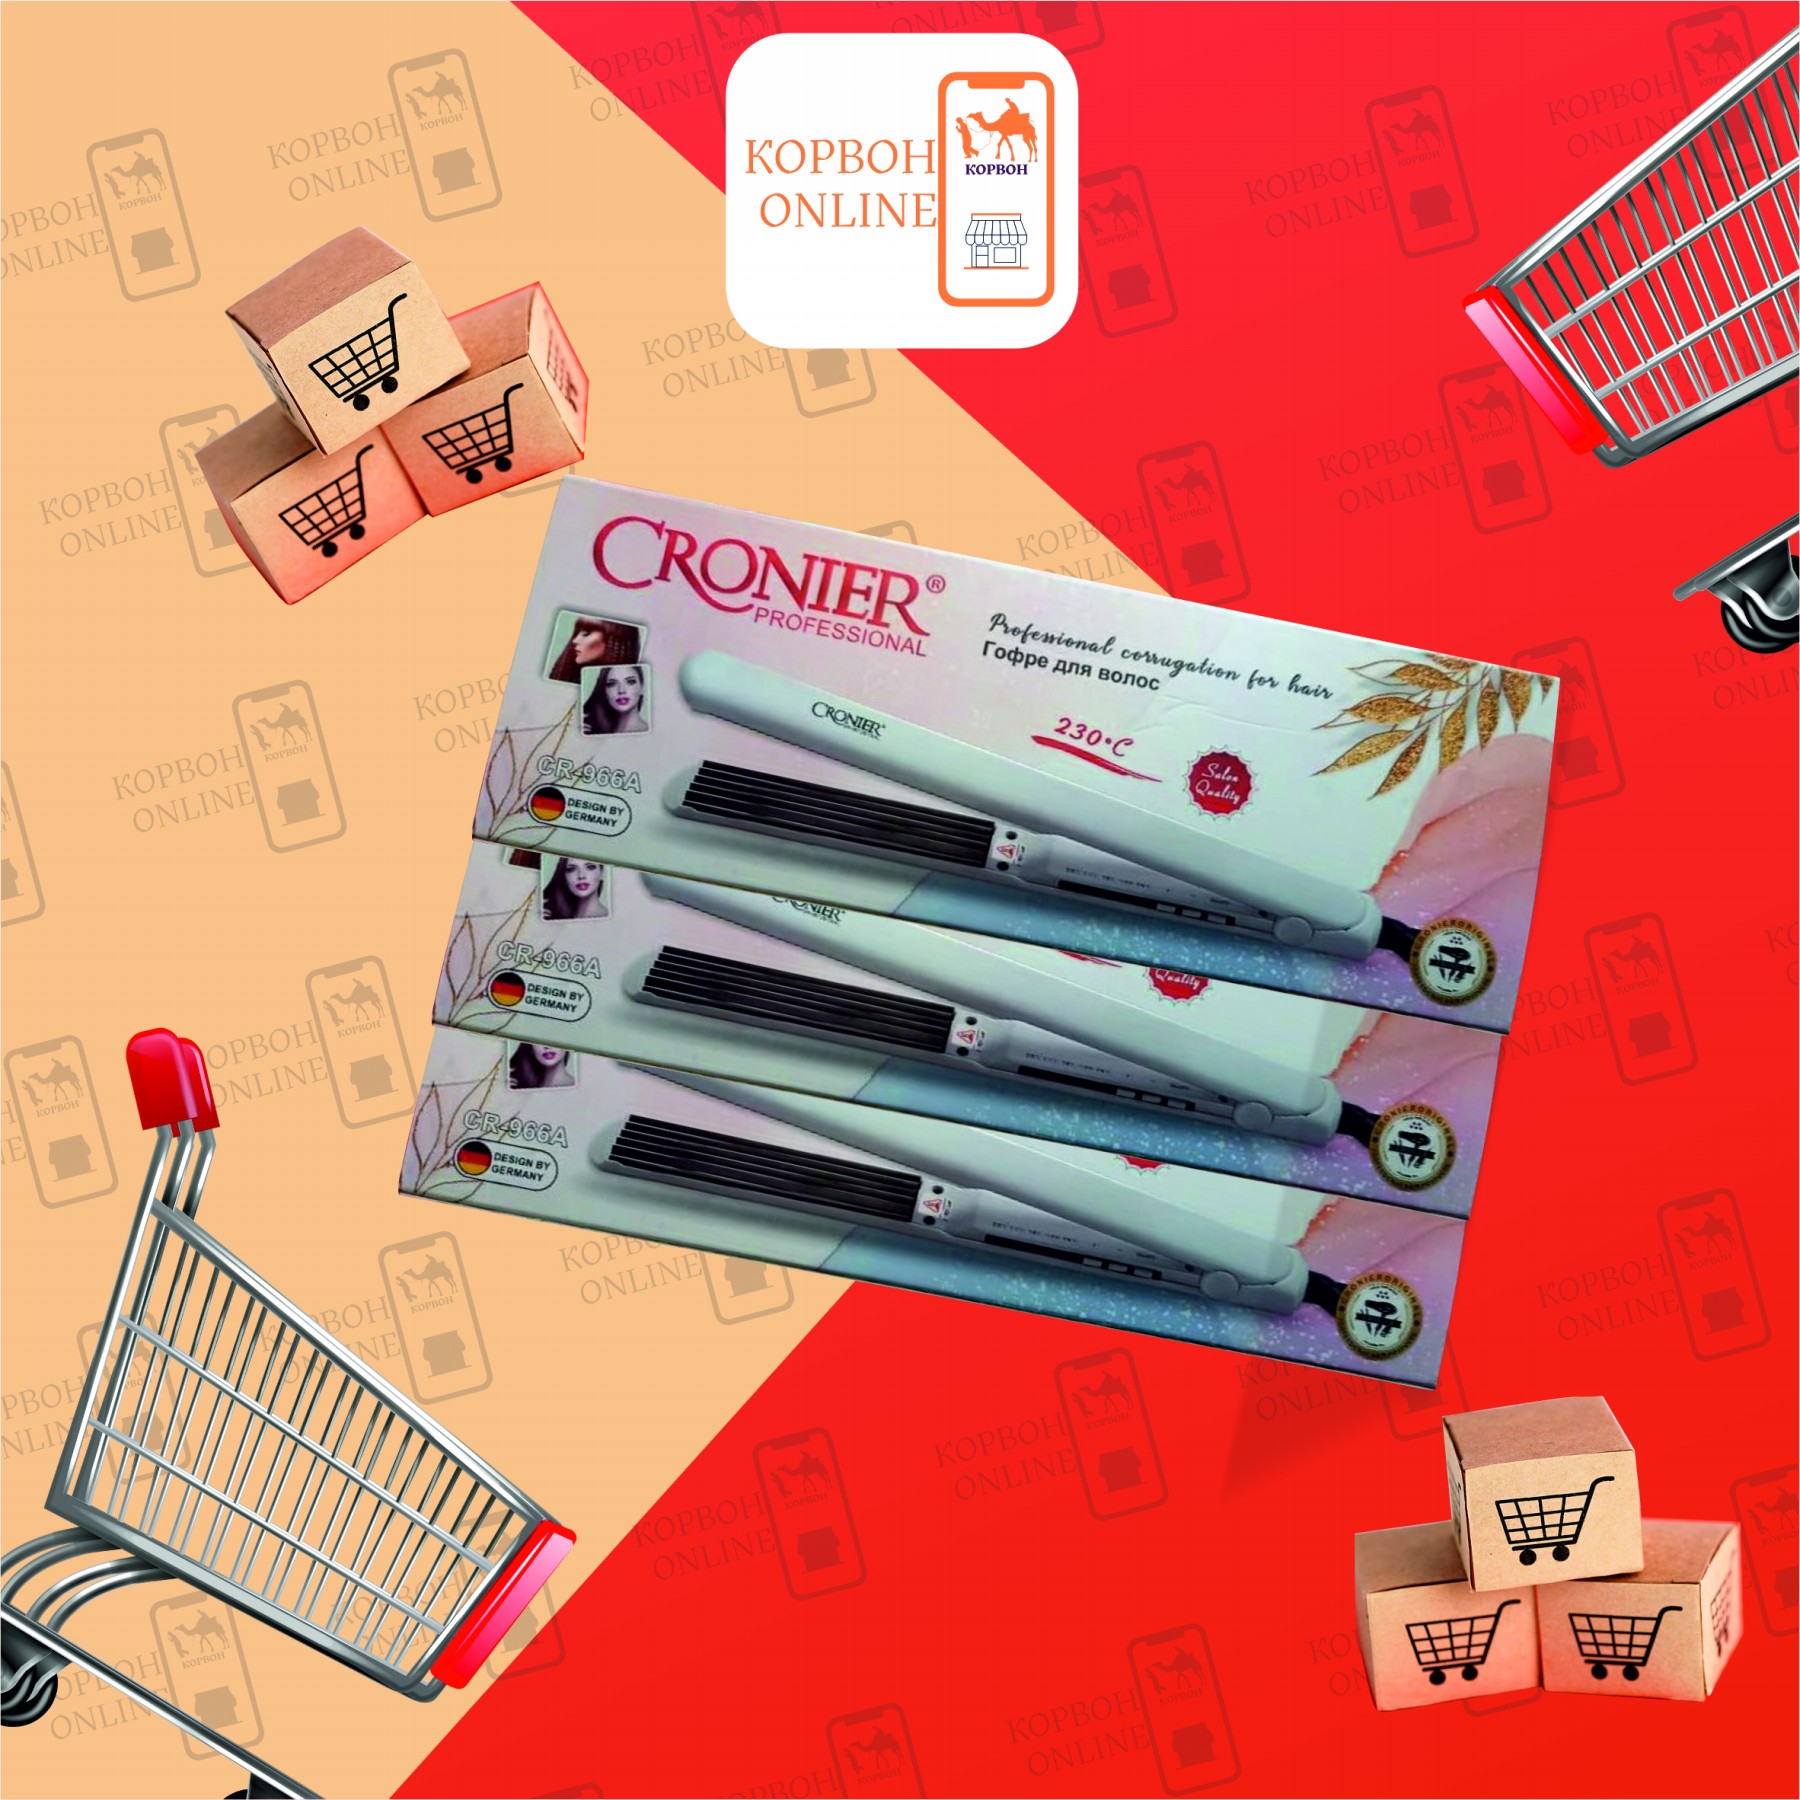 КОРВОН
ONLINE
КОРВОН
CRONIER®
PROFESSIONAL
Professional corrugation for hair
Гофре для волос
230°C
Salon
Quality
CRONIER®
CR-966A
DESIGN BY
GERMANY
CRONIER®
Quality
CR-966A
DESIGN BY
GERMANY
CR-966A
DESIGN BY
GERMANY